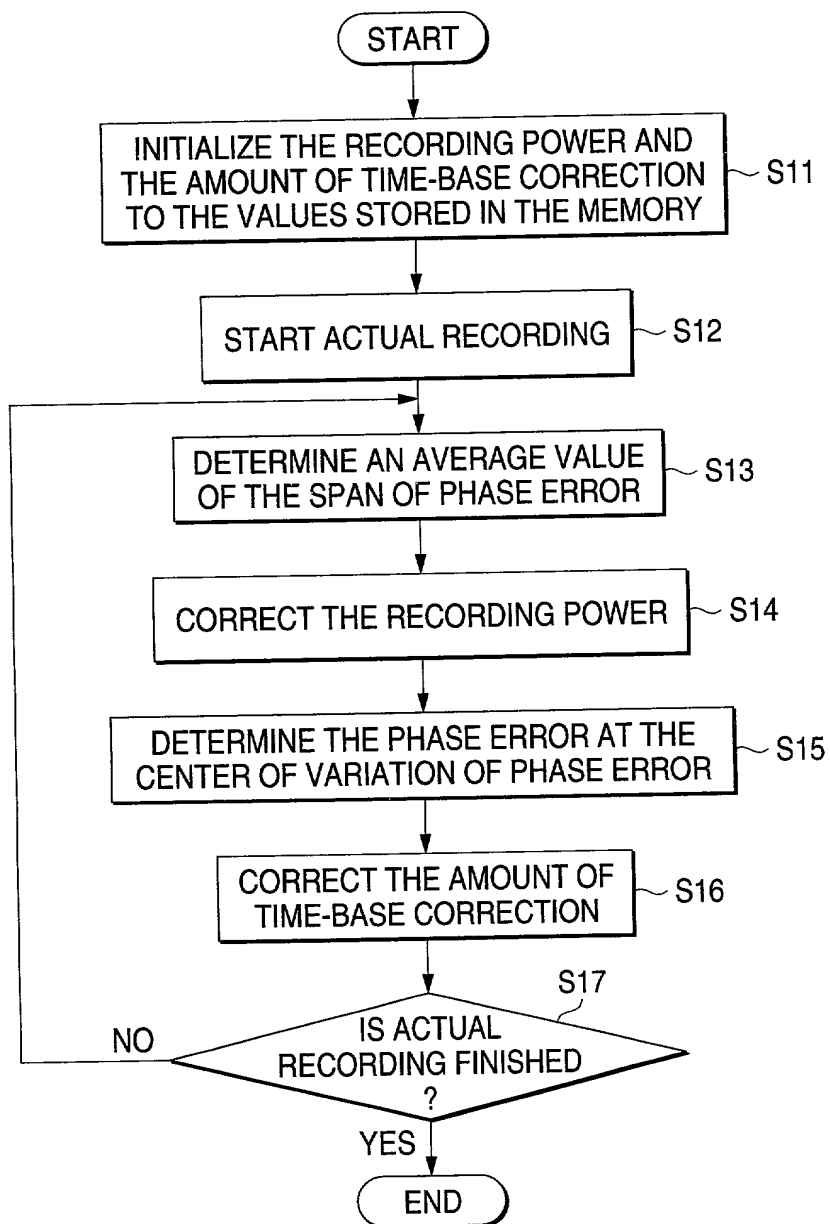 START
INITIALIZE THE RECORDING POWER AND
THE AMOUNT OF TIME-BASE CORRECTION
TO THE VALUES STORED IN THE MEMORY
S11
START ACTUAL RECORDING
S12
DETERMINE AN AVERAGE VALUE
OF THE SPAN OF PHASE ERROR
S13
CORRECT THE RECORDING POWER
S14
DETERMINE THE PHASE ERROR AT THE
CENTER OF VARIATION OF PHASE ERROR
S15
CORRECT THE AMOUNT OF
TIME-BASE CORRECTION
S16
S17
IS ACTUAL
RECORDING FINISHED
?
NO
YES
END